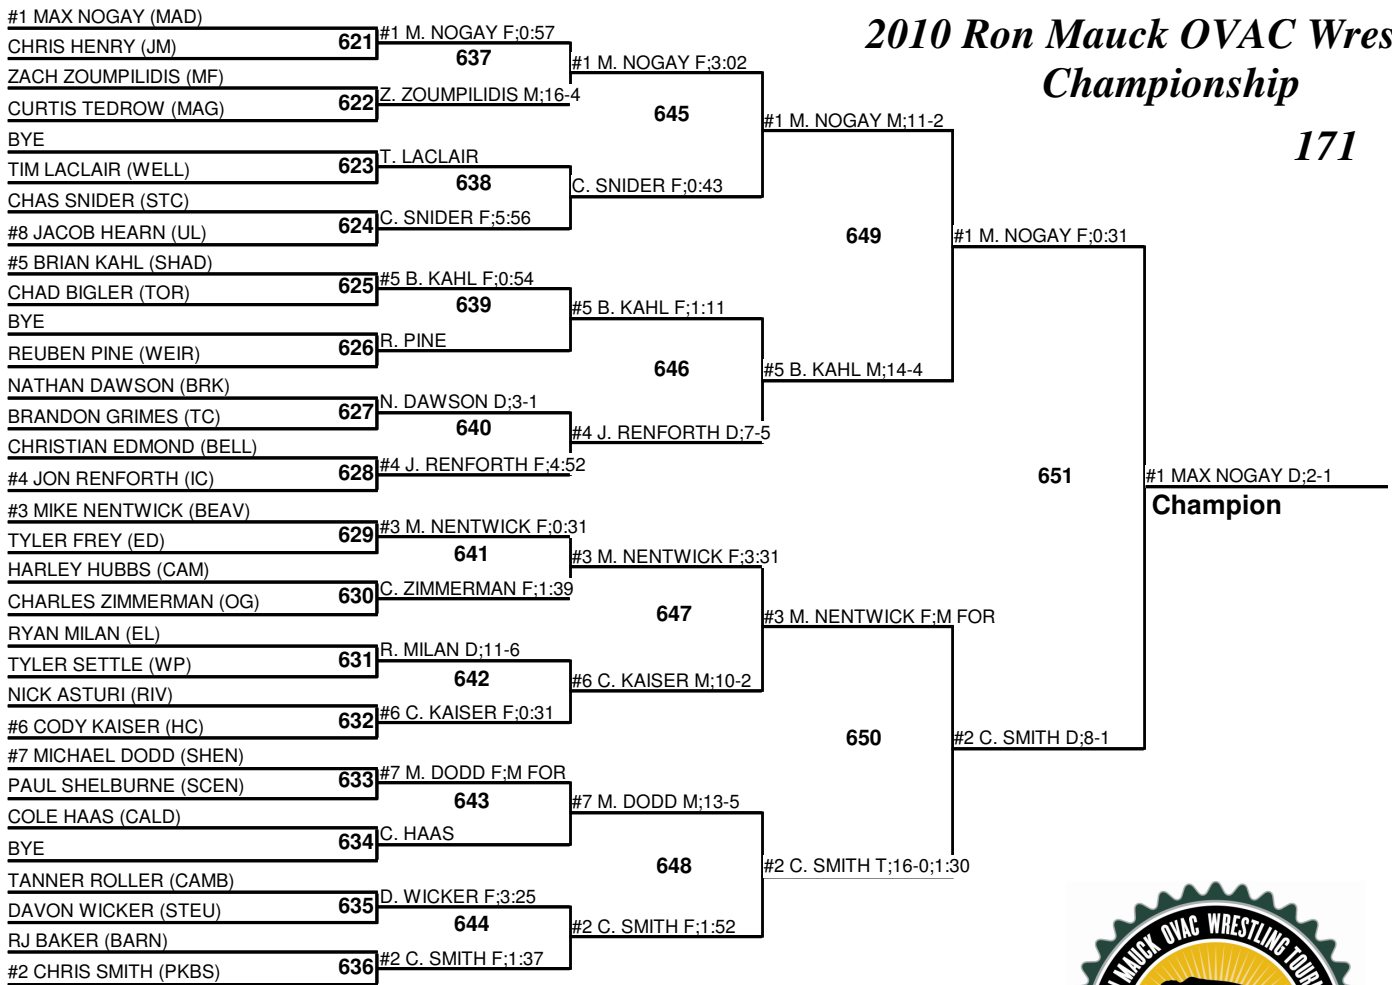 2010 Ron Mauck OVAC Wres
Championship
171
#1 MAX NOGAY (MAD)
CHRIS HENRY (JM)
ZACH ZOUMPILIDIS (MF)
CURTIS TEDROW (MAG)
BYE
TIM LACLAIR (WELL)
CHAS SNIDER (STC)
#8 JACOB HEARN (UL)
#5 BRIAN KAHL (SHAD)
CHAD BIGLER (TOR)
BYE
REUBEN PINE (WEIR)
NATHAN DAWSON (BRK)
BRANDON GRIMES (TC)
CHRISTIAN EDMOND (BELL)
#4 JON RENFORTH (IC)
#3 MIKE NENTWICK (BEAV)
TYLER FREY (ED)
HARLEY HUBBS (CAM)
CHARLES ZIMMERMAN (OG)
RYAN MILAN (EL)
TYLER SETTLE (WP)
NICK ASTURI (RIV)
#6 CODY KAISER (HC)
#7 MICHAEL DODD (SHEN)
PAUL SHELBURNE (SCEN)
COLE HAAS (CALD)
BYE
TANNER ROLLER (CAMB)
DAVON WICKER (STEU)
RJ BAKER (BARN)
#2 CHRIS SMITH (PKBS)
621
622
623
624
625
626
627
628
629
630
631
632
633
634
635
636
#1 M. NOGAY F;0:57
Z. ZOUMPILIDIS M;16-4
T. LACLAIR
C. SNIDER F;5:56
#5 B. KAHL F;0:54
R. PINE
N. DAWSON D;3-1
#4 J. RENFORTH F;4:52
#3 M. NENTWICK F;0:31
C. ZIMMERMAN F;1:39
R. MILAN D;11-6
#6 C. KAISER F;0:31
#7 M. DODD F;M FOR
C. HAAS
D. WICKER F;3:25
#2 C. SMITH F;1:37
637
638
639
640
641
642
643
644
#1 M. NOGAY F;3:02
C. SNIDER F;0:43
#5 B. KAHL F;1:11
#4 J. RENFORTH D;7-5
#3 M. NENTWICK F;3:31
#6 C. KAISER M;10-2
#7 M. DODD M;13-5
#2 C. SMITH F;1:52
645
646
647
648
#1 M. NOGAY M;11-2
#5 B. KAHL M;14-4
#3 M. NENTWICK F;M FOR
#2 C. SMITH T;16-0;1:30
649
650
#1 M. NOGAY F;0:31
#2 C. SMITH D;8-1
651
#1 MAX NOGAY D;2-1
Champion
MAUCK OVAC WRESTLING TOUR